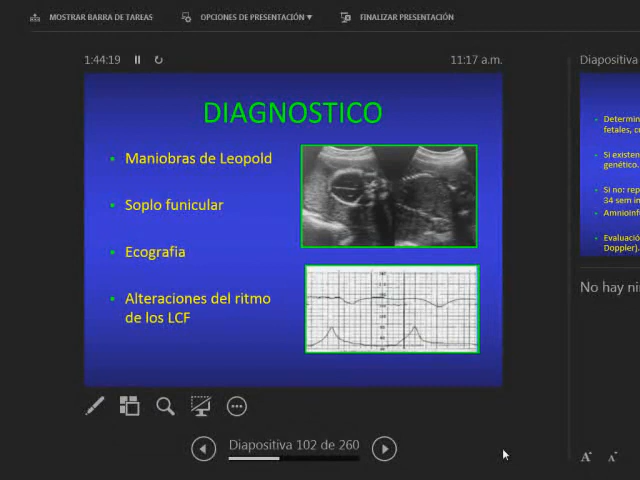 MOSTRAR BARRA DE TAREAS
OPCIONES DE PRESENTACIÓN
FINALIZAR PRESENTACIÓN
1:44:19
11:17 a.m.
Diapositiva
DIAGNOSTICO
• Maniobras de Leopold
• Soplo funicular
• Ecografia
• Alteraciones del ritmo
de los LCF
• Determin
fetales, c
• Si existen
genético.
• Si no: rep
34 sem in
• Amnioinf
• Evaluació
Doppler).
No hay nin
Diapositiva 102 de 260
A A